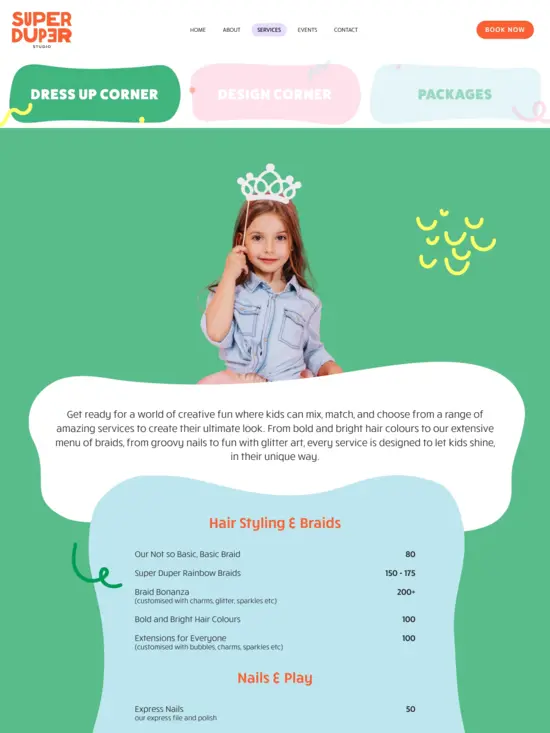 SUPER
DUPER
STUDIO
HOME ABOUT SERVICES EVENTS CONTACT
BOOK NOW
DRESS UP CORNER
DESIGN CORNER
PACKAGES
Get ready for a world of creative fun where kids can mix, match, and choose from a range of
amazing services to create their ultimate look. From bold and bright hair colours to our extensive
menu of braids, from groovy nails to fun with glitter art, every service is designed to let kids shine,
in their unique way.
Hair Styling & Braids
Our Not so Basic, Basic Braid 80
Super Duper Rainbow Braids 150 - 175
Braid Bonanza 200+
(customised with charms, glitter, sparkles etc)
Bold and Bright Hair Colours 100
Extensions for Everyone 100
(customised with bubbles, charms, sparkles etc)
Nails & Play
Express Nails 50
our express file and polish